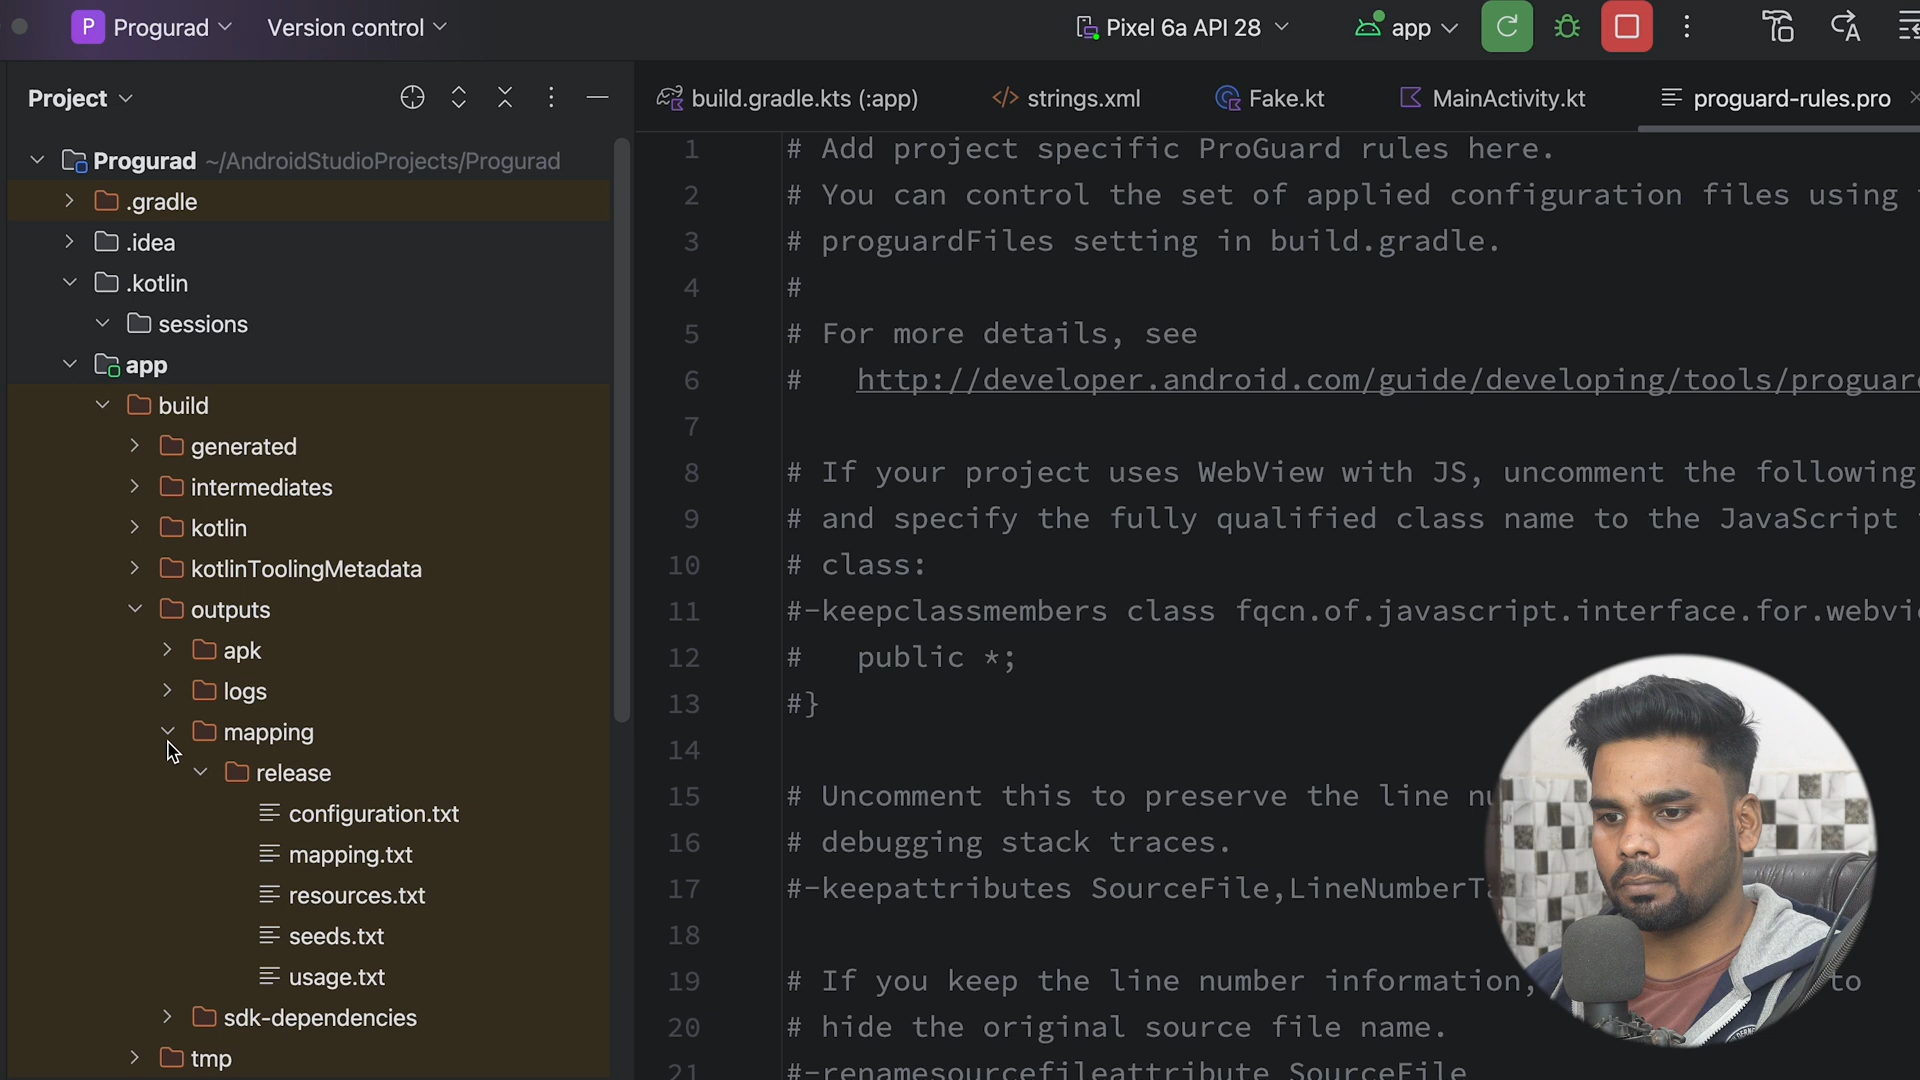 P Progurad Version control Pixel 6a API 28 app
Project
build.gradle.kts (:app) strings.xml Fake.kt MainActivity.kt proguard-rules.pro
Progurad ~/AndroidStudioProjects/Progurad
.gradle
.idea
.kotlin
sessions
app
build
generated
intermediates
kotlin
kotlinToolingMetadata
outputs
apk
logs
mapping
release
configuration.txt
mapping.txt
resources.txt
seeds.txt
usage.txt
sdk-dependencies
tmp
1 # Add project specific ProGuard rules here.
2 # You can control the set of applied configuration files using
3 # proguardFiles setting in build.gradle.
4 #
5 # For more details, see
6 # http://developer.android.com/guide/developing/tools/proguar
7
8 # If your project uses WebView with JS, uncomment the following
9 # and specify the fully qualified class name to the JavaScript
10 # class:
11 #-keepclassmembers class fqcn.of.javascript.interface.for.webvi
12 # public *;
13 #}
14
15 # Uncomment this to preserve the line nu
16 # debugging stack traces.
17 #-keepattributes SourceFile,LineNumberTa
18
19 # If you keep the line number information, to
20 # hide the original source file name.
21 #-renamesourcefileattribute SourceFile